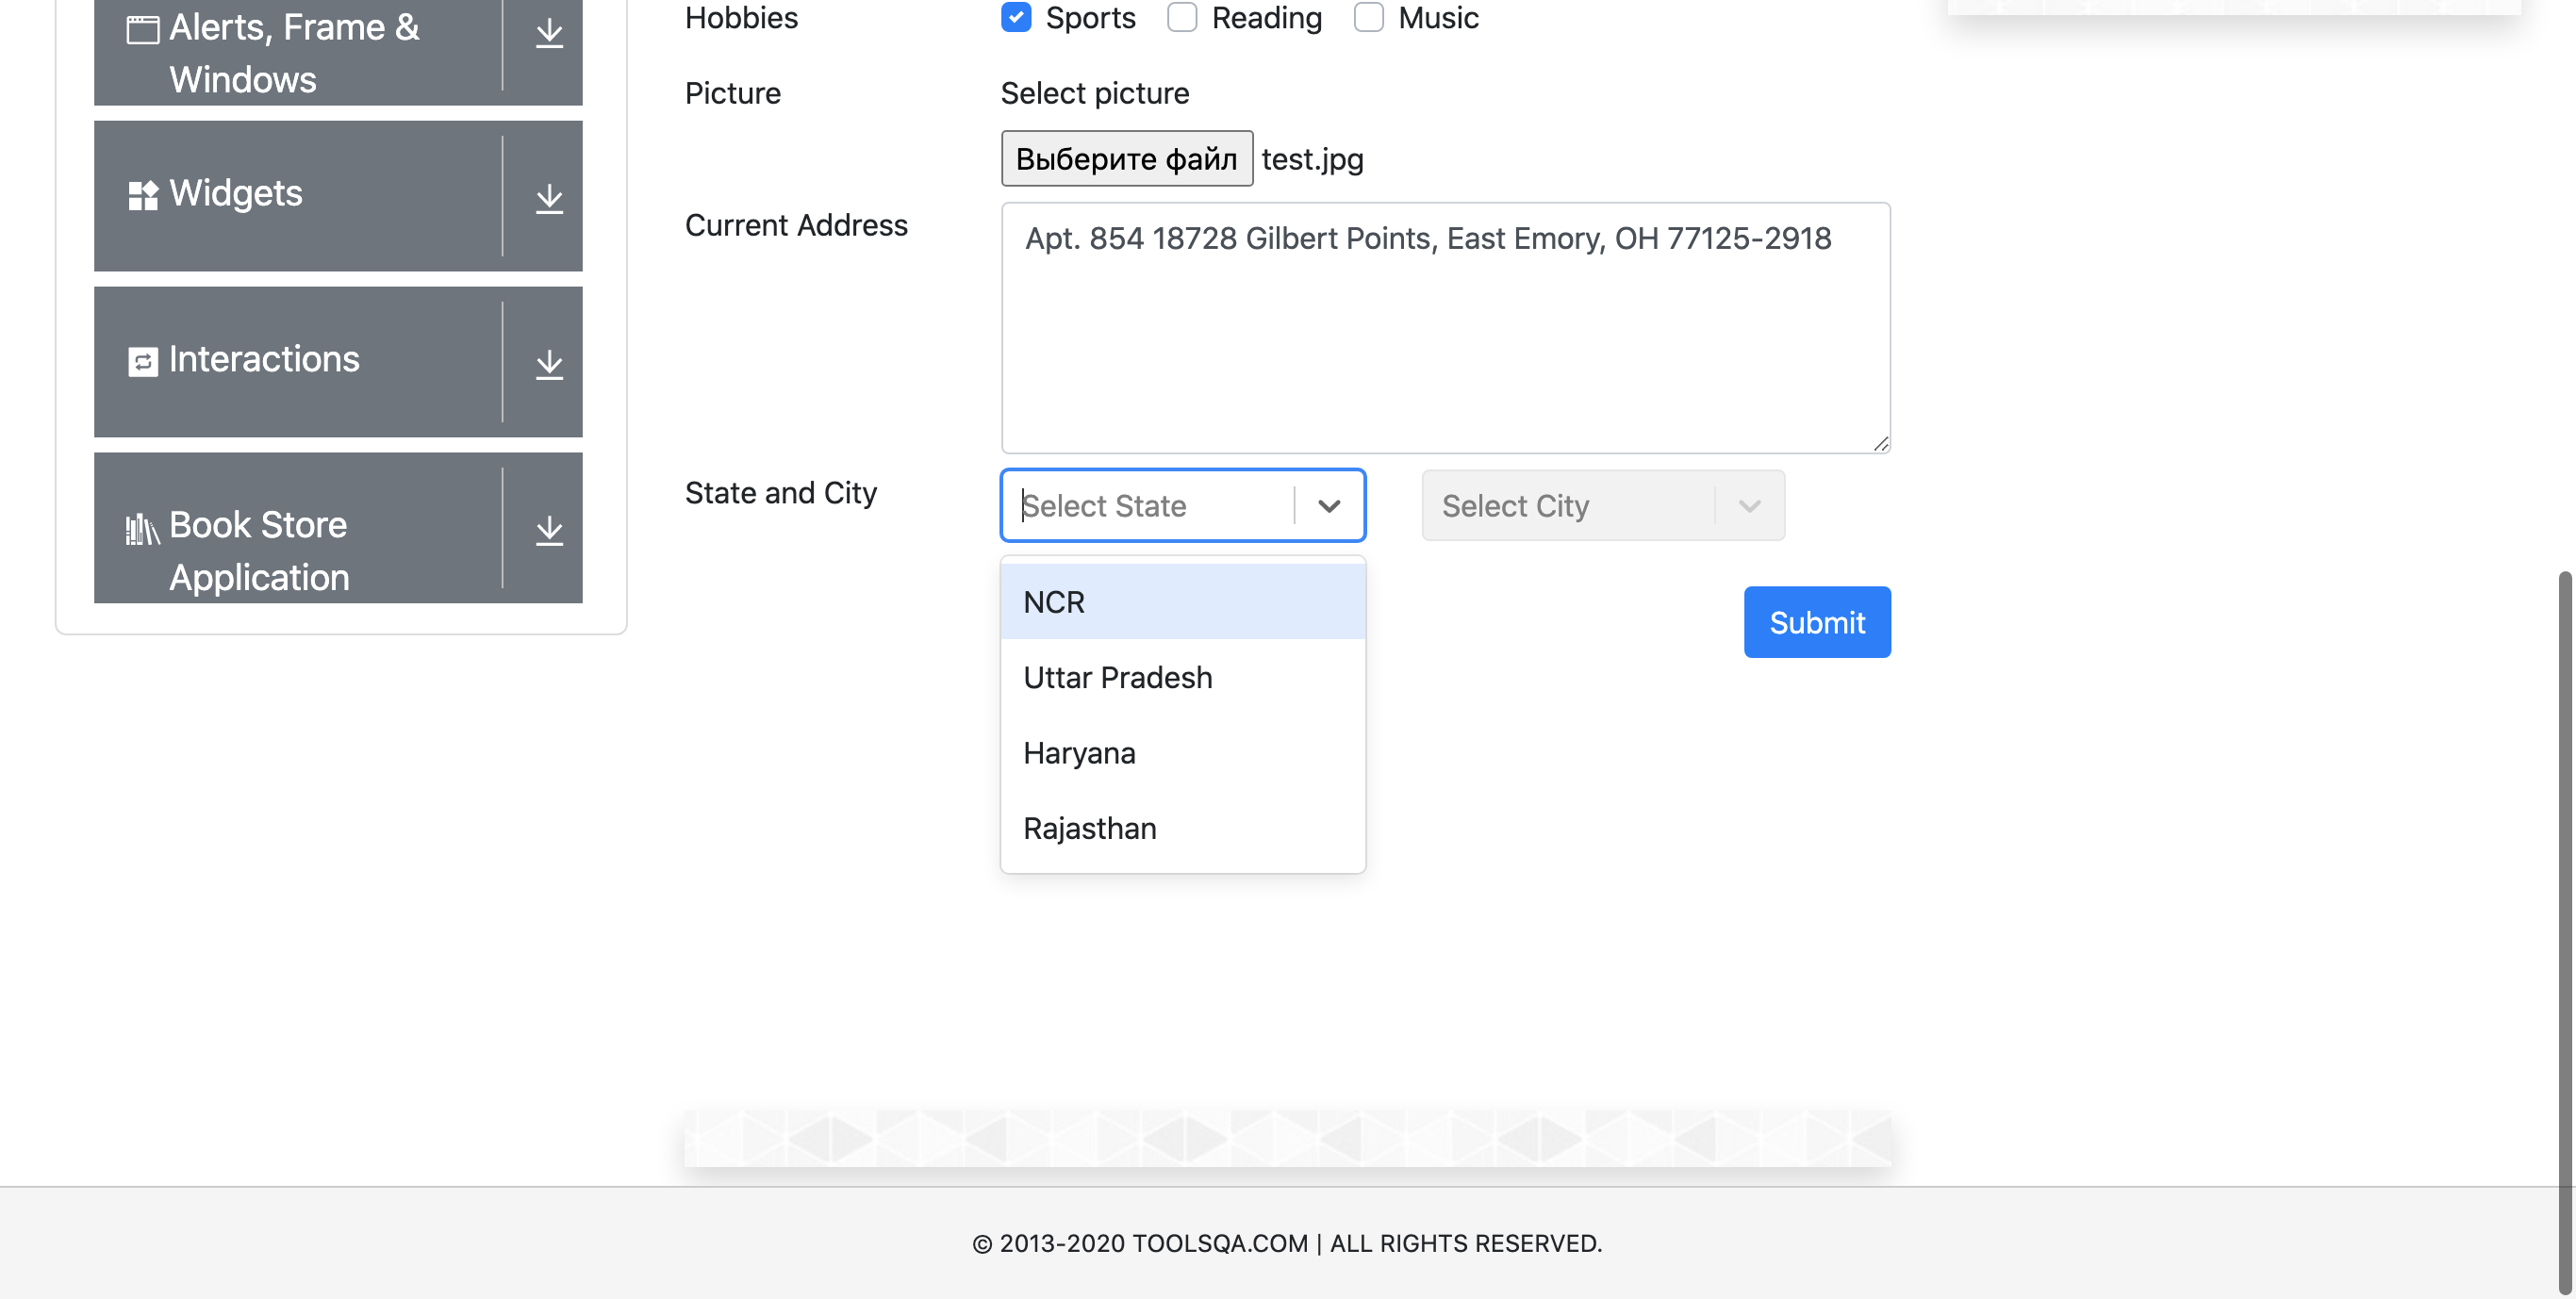 Alerts, Frame &
Windows
Widgets
Interactions
Book Store
Application
Hobbies
Sports Reading Music
Picture
Select picture
Выберите файл test.jpg
Current Address
Apt. 854 18728 Gilbert Points, East Emory, OH 77125-2918
State and City
Select State
Select City
NCR
Uttar Pradesh
Haryana
Rajasthan
Submit
© 2013-2020 TOOLSQA.COM | ALL RIGHTS RESERVED.